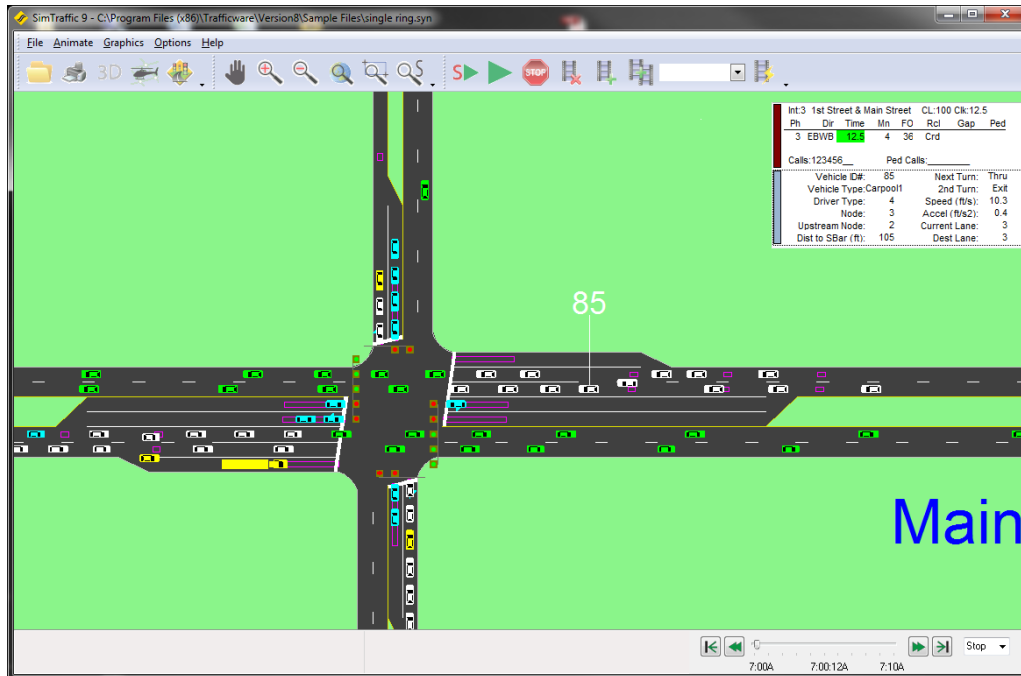 SimTraffic 9 - C:\Program Files (x86)\Trafficware\Version8\Sample Files\single ring.syn
File Animate Graphics Options Help
3D S S STOP
Int:3 1st Street & Main Street CL:100 Clk:12.5
Ph Dir Time Mn FO Rcl Gap Ped
3 EBWB 12.5 4 36 Crd
Calls:123456__ Ped Calls:________
Vehicle ID#: 85 Next Turn: Thru
Vehicle Type: Carpool1 2nd Turn: Exit
Driver Type: 4 Speed (ft/s): 10.3
Node: 3 Accel (ft/s2): 0.4
Upstream Node: 2 Current Lane: 3
Dist to SBar (ft): 105 Dest Lane: 3
85
Main
Stop
7:00A 7:00:12A 7:10A